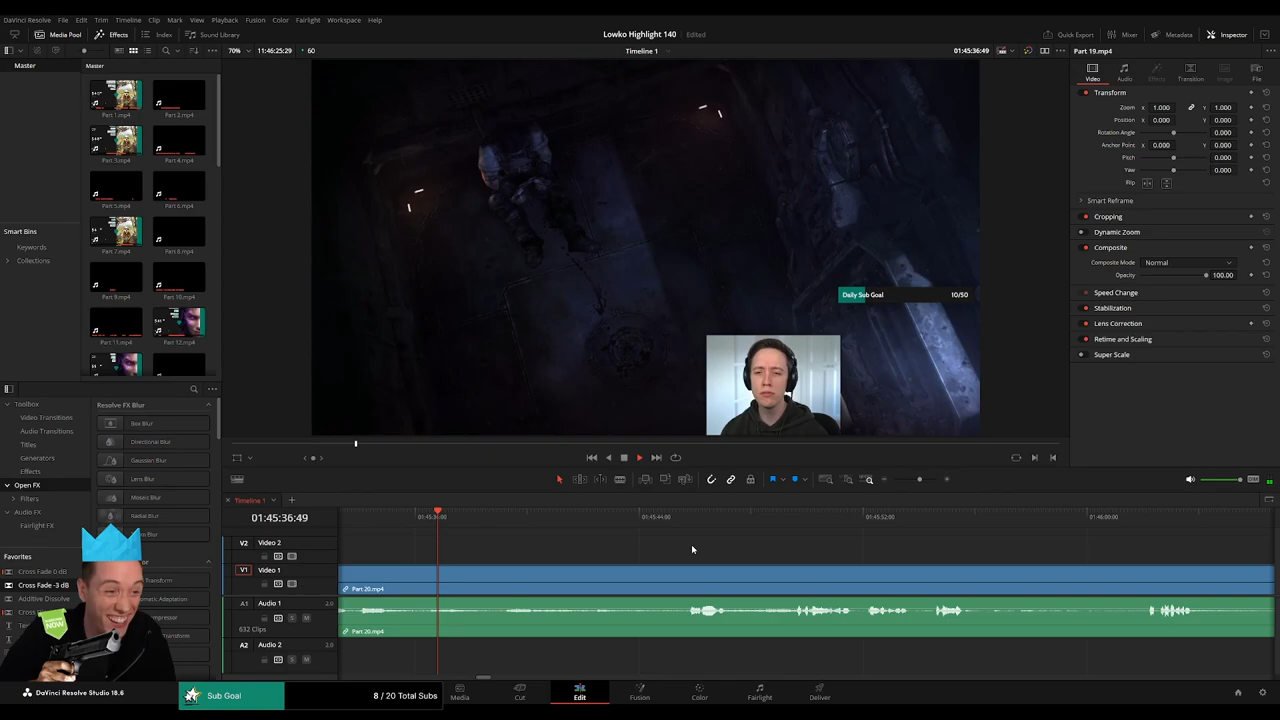 DaVinci Resolve File Edit Trim Timeline Clip Mark View Playback Fusion Color Fairlight Workspace Help
Media Pool Effects Index Sound Library Lowko Highlight 140 Edited Quick Export Mixer Metadata Inspector
70% 11:46:25:29 60 Timeline 1 01:45:36:49 Part 19.mp4
Master
Master
Part 1.mp4 Part 2.mp4
Part 3.mp4 Part 4.mp4
Part 5.mp4 Part 6.mp4
Part 7.mp4 Part 8.mp4
Part 9.mp4 Part 10.mp4
Part 11.mp4 Part 12.mp4
Smart Bins
Keywords
Collections
Daily Sub Goal 10/50
Video Audio Effects Transition Image File
Transform
Zoom X 1.000 Y 1.000
Position X 0.000 Y 0.000
Rotation Angle 0.000
Anchor Point X 0.000 Y 0.000
Pitch 0.000
Yaw 0.000
Flip
Smart Reframe
Cropping
Dynamic Zoom
Composite
Composite Mode Normal
Opacity 100.00
Speed Change
Stabilization
Lens Correction
Retime and Scaling
Super Scale
Toolbox
Video Transitions
Audio Transitions
Titles
Generators
Effects
Open FX
Filters
Audio FX
Fairlight FX
Favorites
Cross Fade 0 dB
Cross Fade -3 dB
Additive Dissolve
Resolve FX Blur
Box Blur
Directional Blur
Gaussian Blur
Lens Blur
Mosaic Blur
Radial Blur
DIM
Timeline 1
01:45:36:49 01:45:36:00 01:45:44:00 01:45:52:00 01:46:00:00
V2 Video 2
V1 Video 1
Part 20.mp4
A1 Audio 1 2.0
S M
632 Clips
Part 20.mp4
A2 Audio 2 2.0
S M
SUBSCRIBE NOW
DaVinci Resolve Studio 18.6
Sub Goal 8 / 20 Total Subs
Media Cut Edit Fusion Color Fairlight Deliver